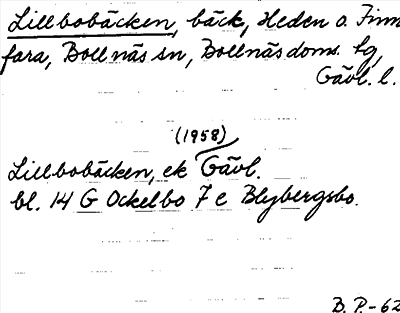 Lillbobäcken, bäck, Heden o. Finn
fara, Bollnäs sn, Bollnäs doms. hg,
Gävl. l.
(1958)
Lillbobäcken, ek Gävl.
bl. 14 G Ockelbo 7 c Blybergsbo.
B. P.-62